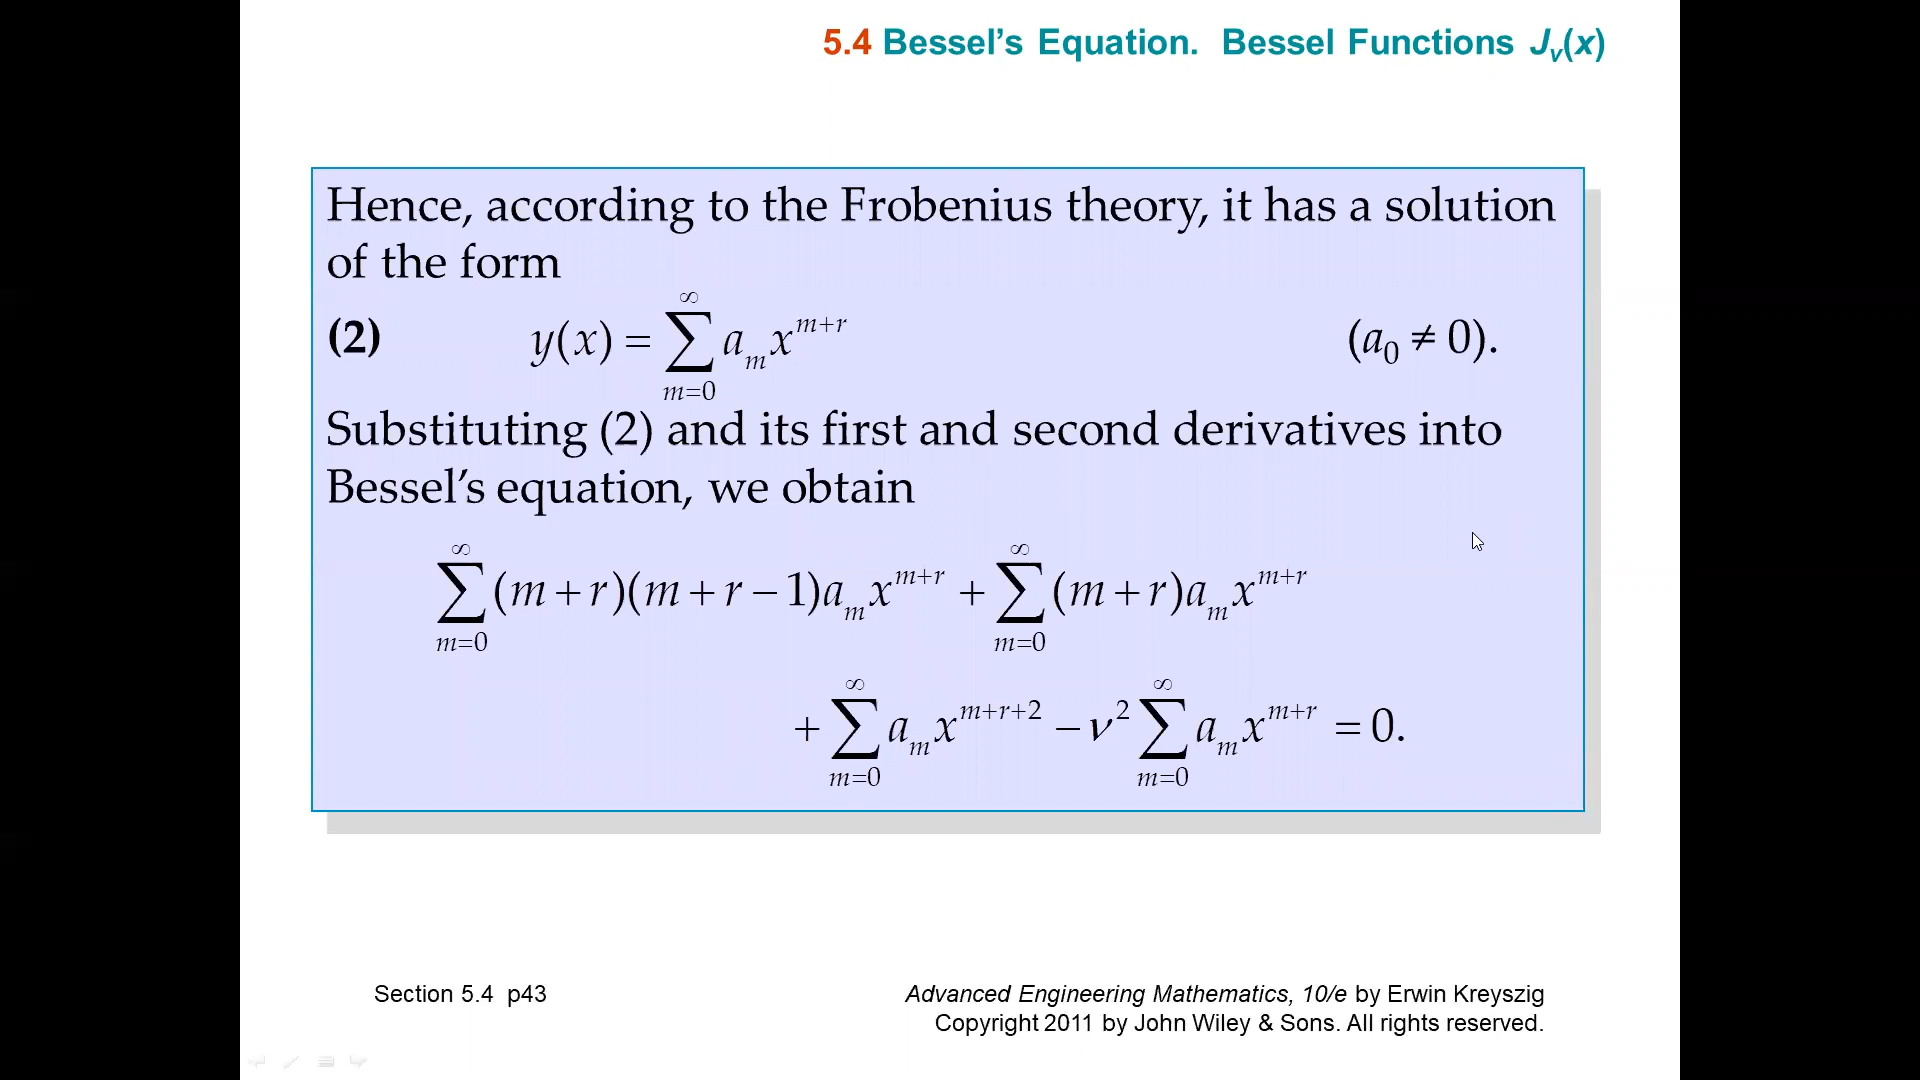 5.4 Bessel's Equation. Bessel Functions Jᵥ(x)
Hence, according to the Frobenius theory, it has a solution
of the form
(2) y(x) = ∑_{m=0}^{∞} a_m x^{m+r} (a₀ ≠ 0).
Substituting (2) and its first and second derivatives into
Bessel's equation, we obtain
∑_{m=0}^{∞} (m+r)(m+r−1)a_m x^{m+r} + ∑_{m=0}^{∞} (m+r)a_m x^{m+r}
+ ∑_{m=0}^{∞} a_m x^{m+r+2} − ν² ∑_{m=0}^{∞} a_m x^{m+r} = 0.
Section 5.4 p43
Advanced Engineering Mathematics, 10/e by Erwin Kreyszig
Copyright 2011 by John Wiley & Sons. All rights reserved.